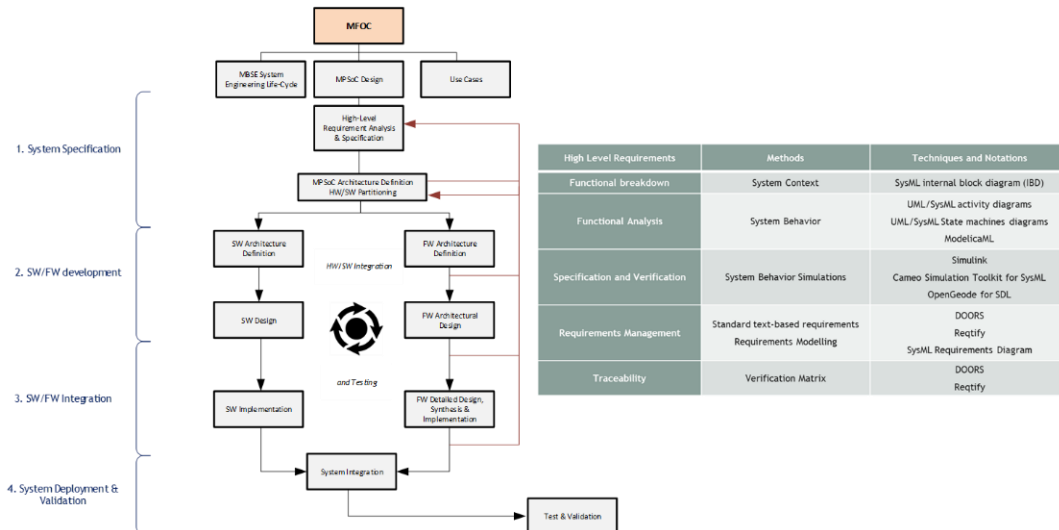 MFOC
MBSE System
Engineering Life-Cycle
MPSoC Design
Use Cases
1. System Specification
High-Level
Requirement Analysis
& Specification
MPSoC Architecture Definition
HW/SW Partitioning
2. SW/FW development
SW Architecture
Definition
FW Architecture
Definition
HW/SW Integration
SW Design
FW Architectural
Design
and Testing
3. SW/FW Integration
SW Implementation
FW Detailed Design,
Synthesis &
Implementation
4. System Deployment &
Validation
System Integration
Test & Validation
High Level Requirements
Methods
Techniques and Notations
Functional breakdown
System Context
SysML internal block diagram (IBD)
Functional Analysis
System Behavior
UML/SysML activity diagrams
UML/SysML State machines diagrams
ModelicaML
Specification and Verification
System Behavior Simulations
Simulink
Cameo Simulation Toolkit for SysML
OpenGeode for SDL
Requirements Management
Standard text-based requirements
Requirements Modelling
DOORS
Reqtify
SysML Requirements Diagram
Traceability
Verification Matrix
DOORS
Reqtify